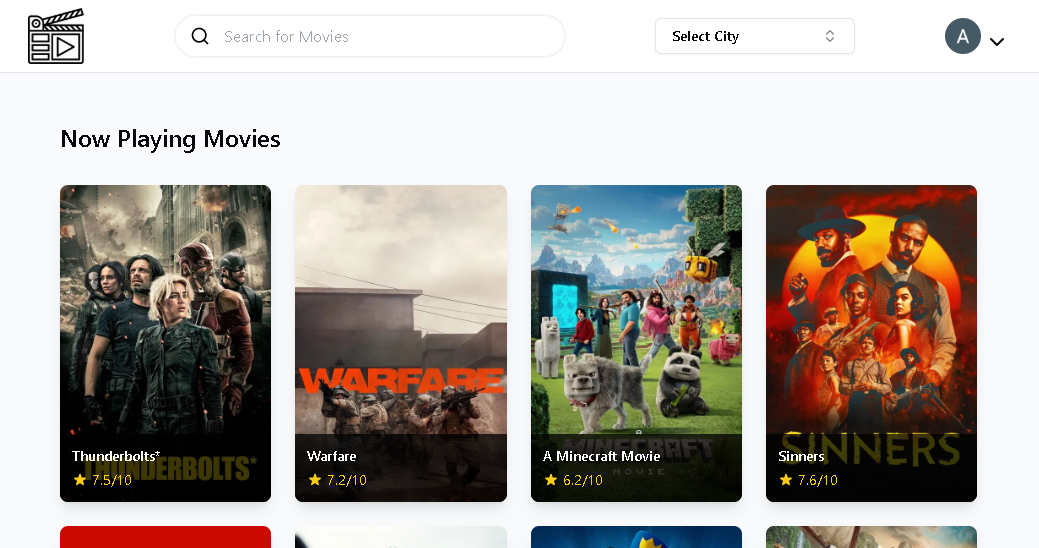 Search for Movies
Select City
A
Now Playing Movies
WARFARE
THUNDERBOLTS*
MINECRAFT
MOVIE
SINNERS
Thunderbolts*
Warfare
A Minecraft Movie
Sinners
7.5/10
7.2/10
6.2/10
7.6/10